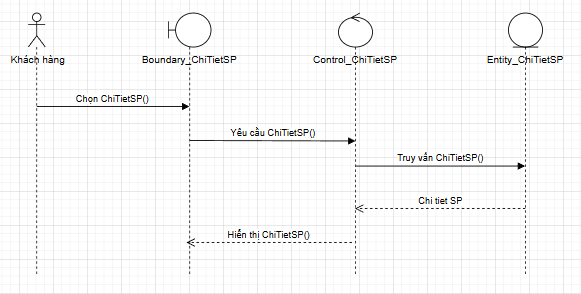 Khách hàng
Boundary_ChiTietSP
Control_ChiTietSP
Entity_ChiTietSP
Chọn ChiTietSP()
Yêu cầu ChiTietSP()
Truy vấn ChiTietSP()
Chi tiet SP
Hiển thị ChiTietSP()